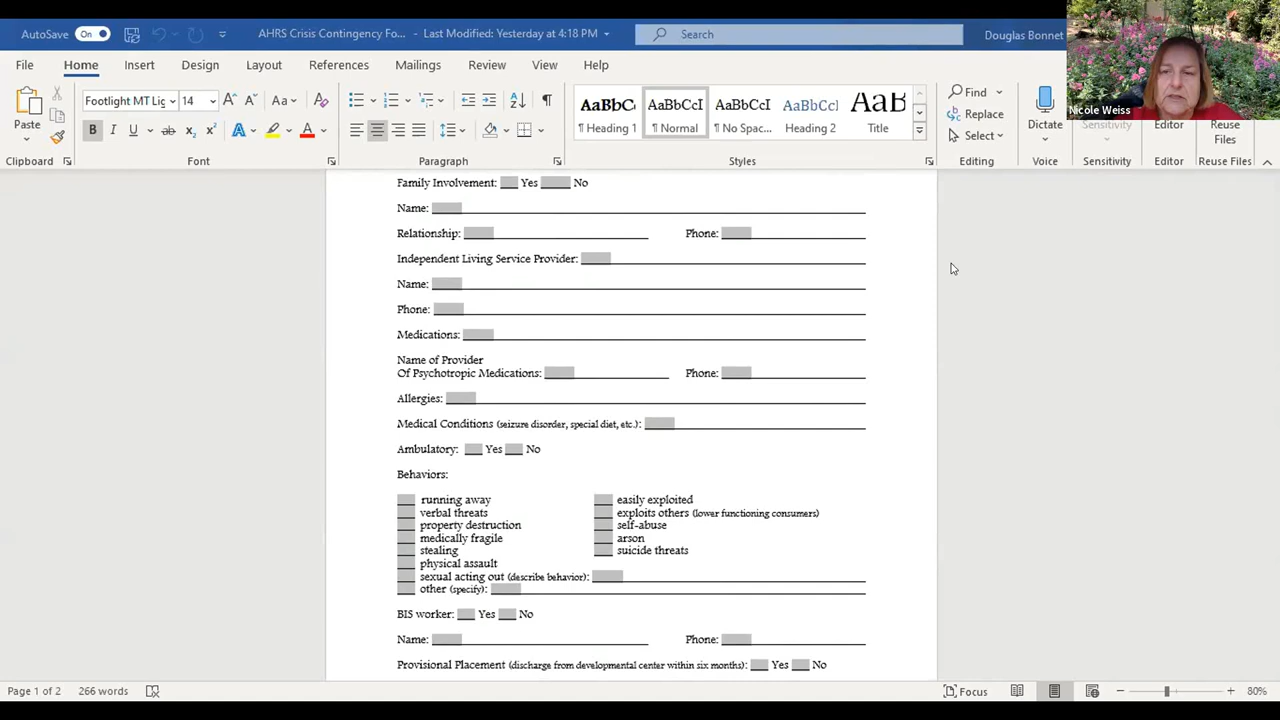 AutoSave On AHRS Crisis Contingency Fo... - Last Modified: Yesterday at 4:18 PM Search Douglas Bonnet
File Home Insert Design Layout References Mailings Review View Help
Footlight MT Lig 14 A A Aa A
B I U ab x₂ x² A A
Paste
AaBbC AaBbCcI AaBbCcI AaBbCcI AaB
¶ Heading 1 ¶ Normal ¶ No Spac... Heading 2 Title
Find
Replace
Select
Dictate Sensitivity Editor Reuse Files
Nicole Weiss
Clipboard Font Paragraph Styles Editing Voice Sensitivity Editor Reuse Files
Family Involvement: Yes No
Name:
Relationship: Phone:
Independent Living Service Provider:
Name:
Phone:
Medications:
Name of Provider
Of Psychotropic Medications: Phone:
Allergies:
Medical Conditions (seizure disorder, special diet, etc.):
Ambulatory: Yes No
Behaviors:
running away easily exploited
verbal threats exploits others (lower functioning consumers)
property destruction self-abuse
medically fragile arson
stealing suicide threats
physical assault
sexual acting out (describe behavior):
other (specify):
BIS worker: Yes No
Name: Phone:
Provisional Placement (discharge from developmental center within six months): Yes No
Page 1 of 2 266 words Focus 80%